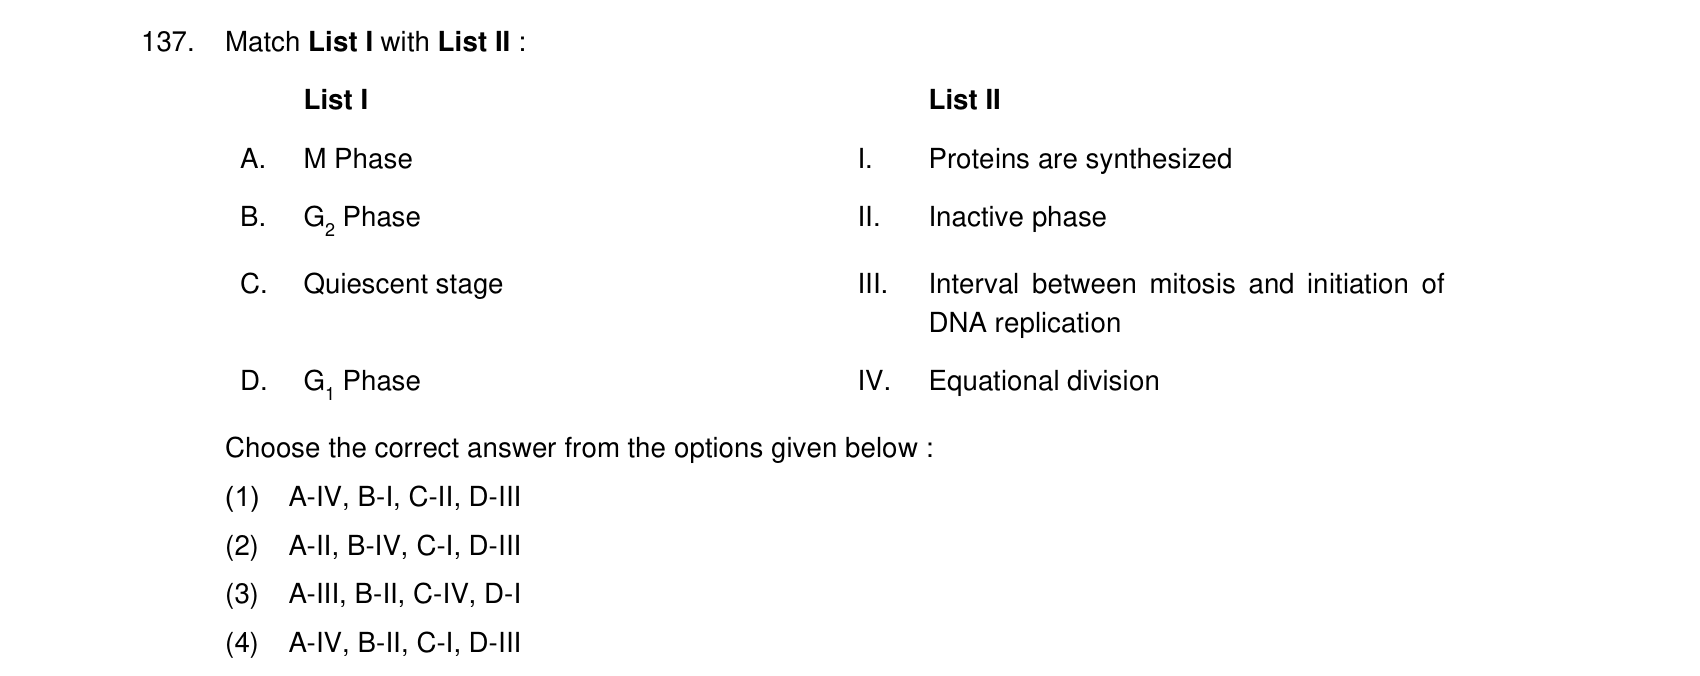 137. Match List I with List II :
List I List II
A. M Phase I. Proteins are synthesized
B. G₂ Phase II. Inactive phase
C. Quiescent stage III. Interval between mitosis and initiation of
DNA replication
D. G₁ Phase IV. Equational division
Choose the correct answer from the options given below :
(1) A-IV, B-I, C-II, D-III
(2) A-II, B-IV, C-I, D-III
(3) A-III, B-II, C-IV, D-I
(4) A-IV, B-II, C-I, D-III